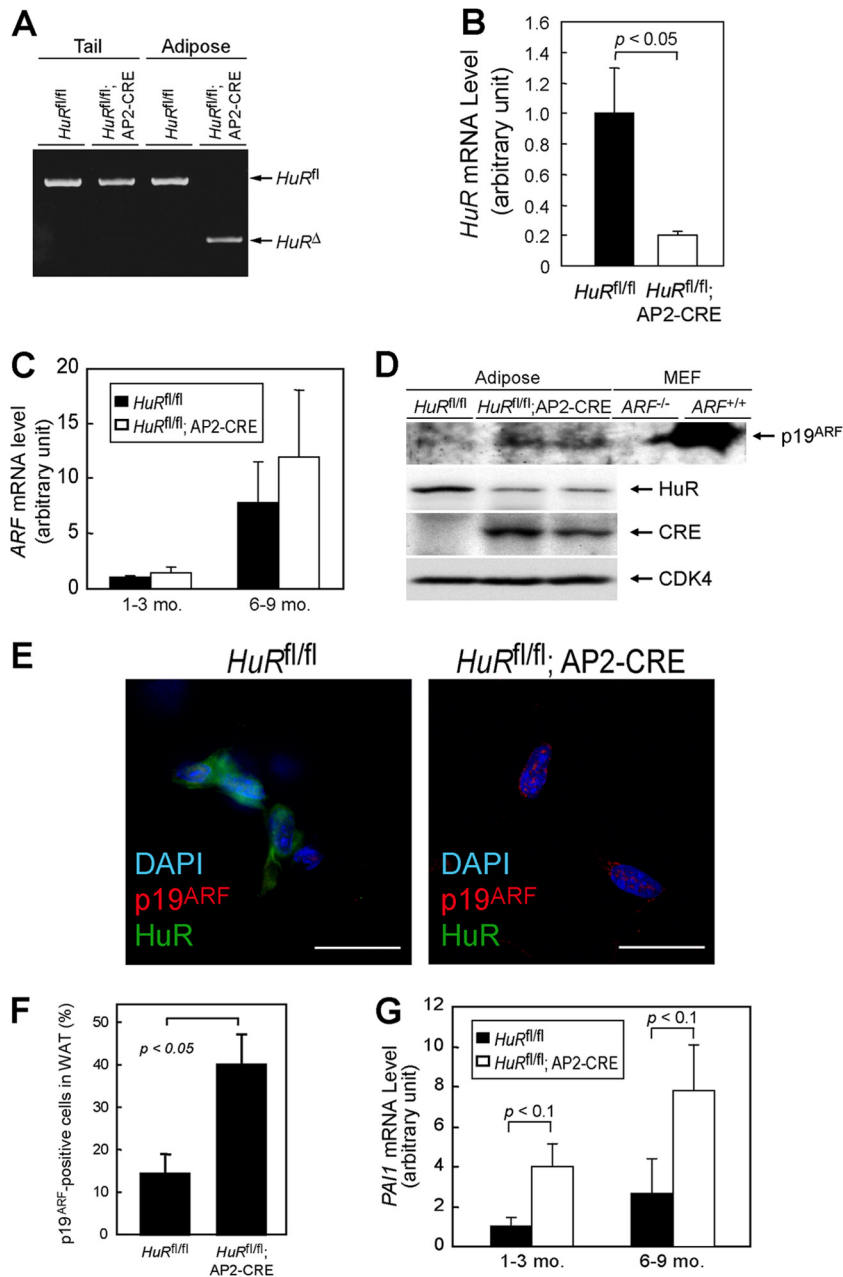 A
Tail Adipose
HuRfl/fl
HuRfl/fl;
AP2-CRE
HuRfl/fl
HuRfl/fl;
AP2-CRE
HuRfl
HuRΔ
B
HuR mRNA Level
(arbitrary unit)
1.6
1.4
1.2
1.0
0.8
0.6
0.4
0.2
0
p < 0.05
HuRfl/fl
HuRfl/fl;
AP2-CRE
C
ARF mRNA level
(arbitrary unit)
20
15
10
5
0
HuRfl/fl
HuRfl/fl; AP2-CRE
1-3 mo. 6-9 mo.
D
Adipose MEF
HuRfl/fl HuRfl/fl;AP2-CRE ARF-/- ARF+/+
p19ARF
HuR
CRE
CDK4
E
HuRfl/fl HuRfl/fl; AP2-CRE
DAPI
p19ARF
HuR
DAPI
p19ARF
HuR
F
p19ARF-positive cells in WAT (%)
50
40
30
20
10
0
p < 0.05
HuRfl/fl
HuRfl/fl;
AP2-CRE
G
PAI1 mRNA Level
(arbitrary unit)
12
10
8
6
4
2
0
HuRfl/fl
HuRfl/fl; AP2-CRE
p < 0.1
p < 0.1
1-3 mo. 6-9 mo.